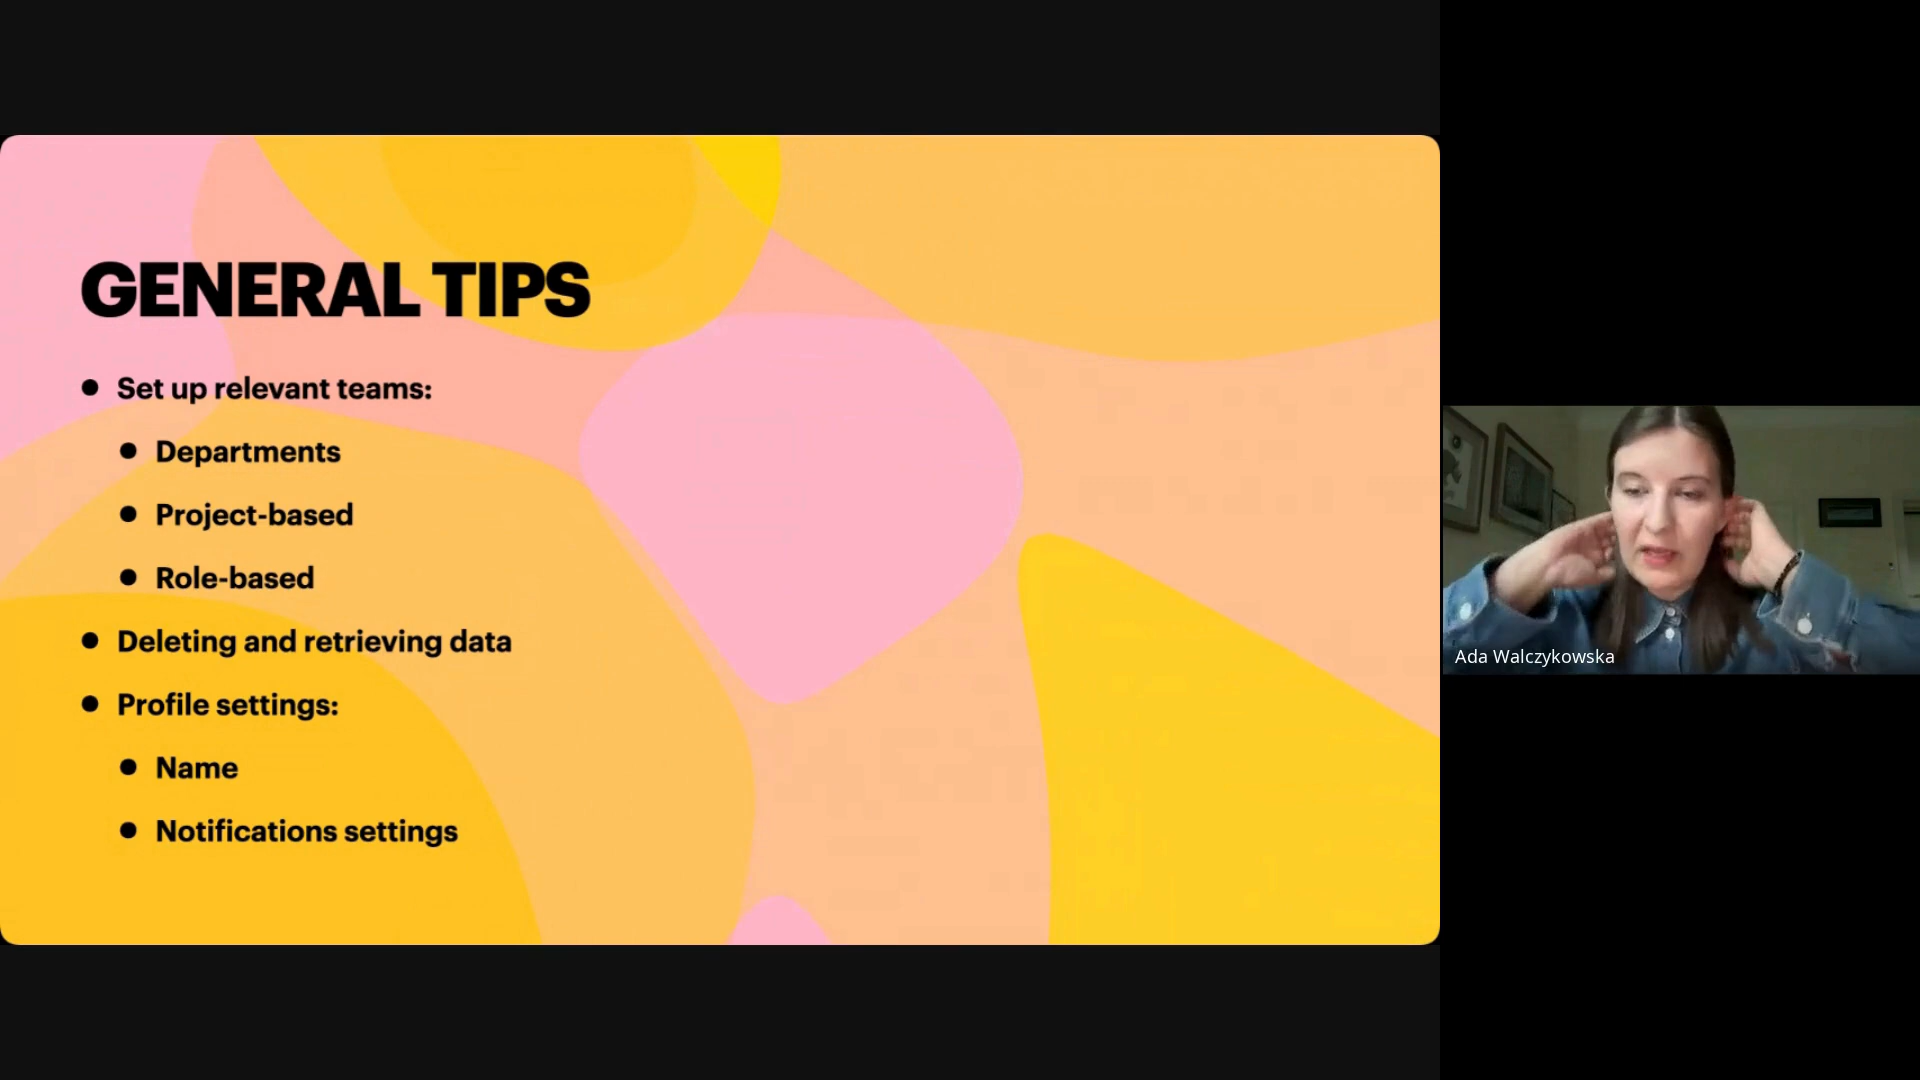 GENERAL TIPS
Set up relevant teams:
Departments
Project-based
Role-based
Deleting and retrieving data
Profile settings:
Name
Notifications settings
Ada Walczykowska